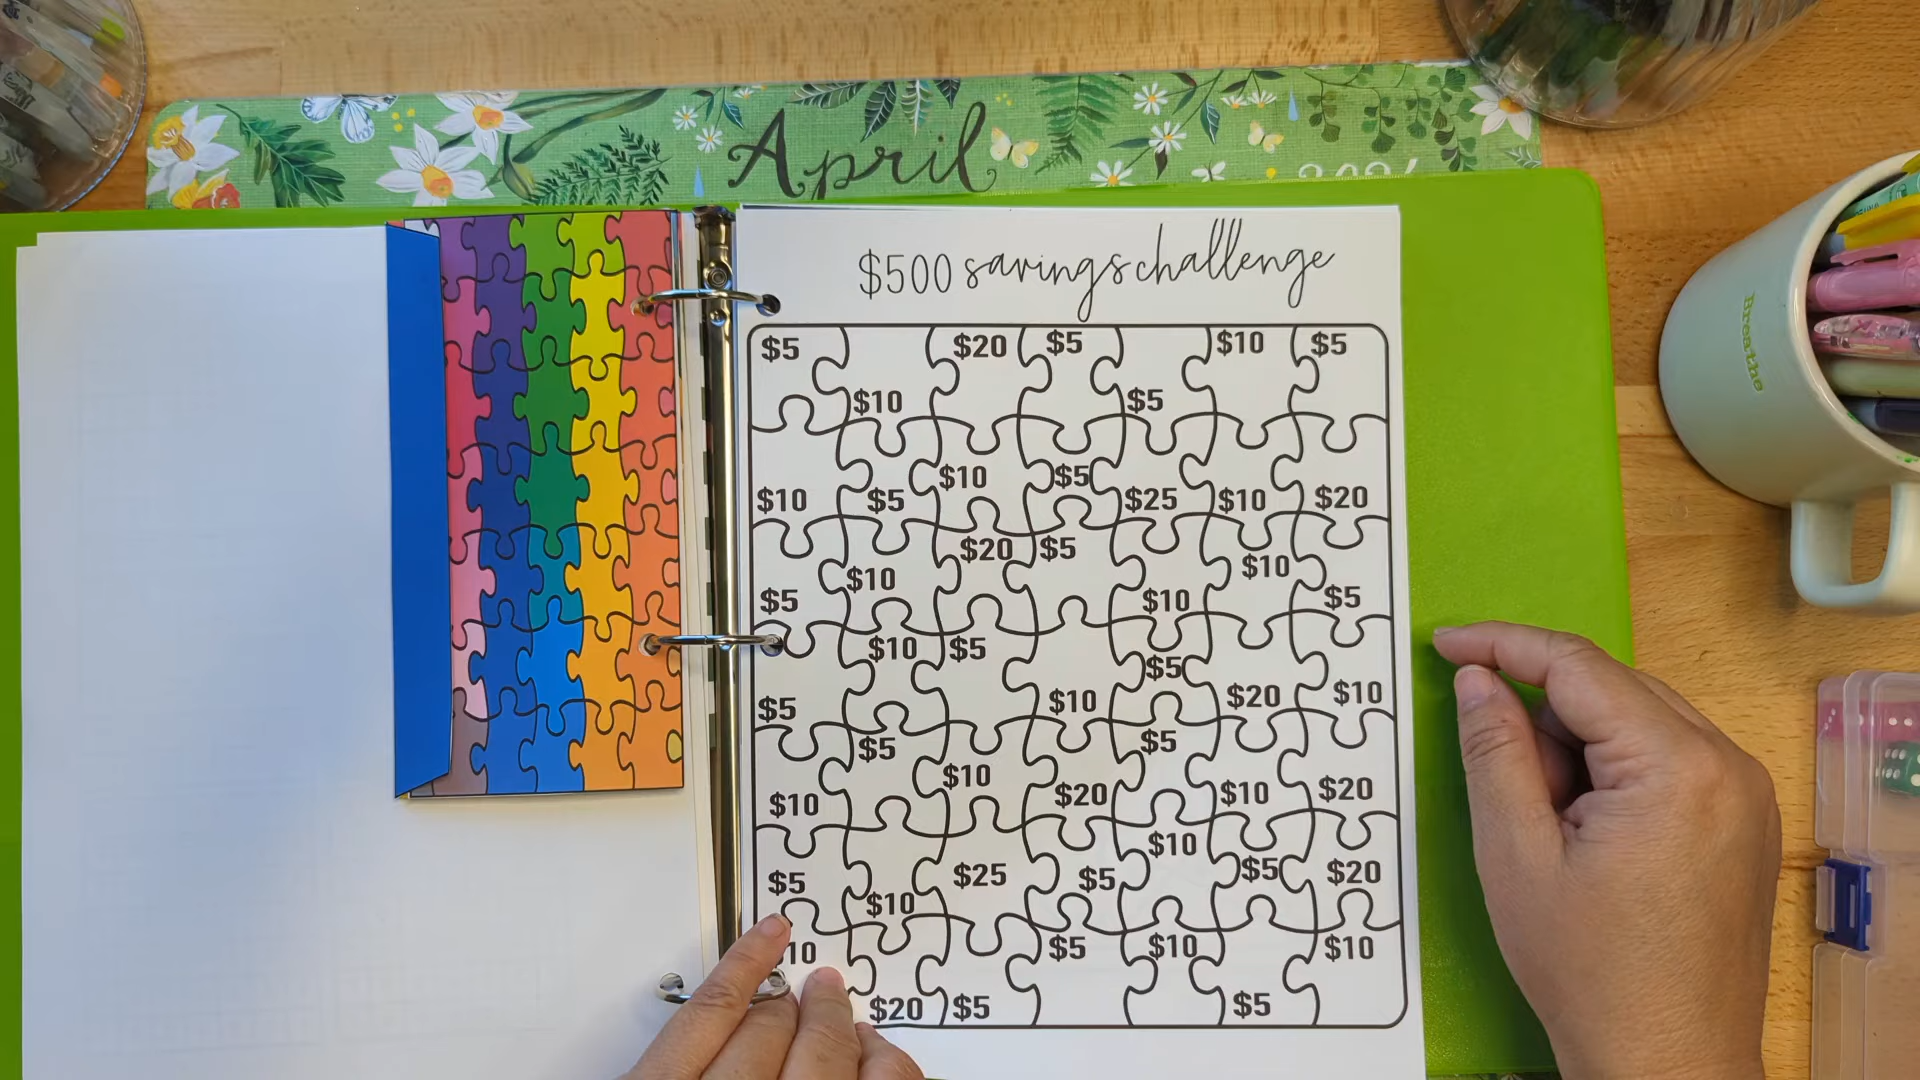 April
$500 savings challenge
$5 $10 $20 $5 $5 $10 $5
$10 $5 $10 $5 $25 $10 $20
$5 $10 $20 $5 $10 $10 $5
$5 $10 $5 $10 $5 $20 $10
$10 $5 $10 $20 $5 $10 $20
$5 $10 $25 $5 $10 $5 $20
10 $20 $5 $5 $10 $5 $10
breathe